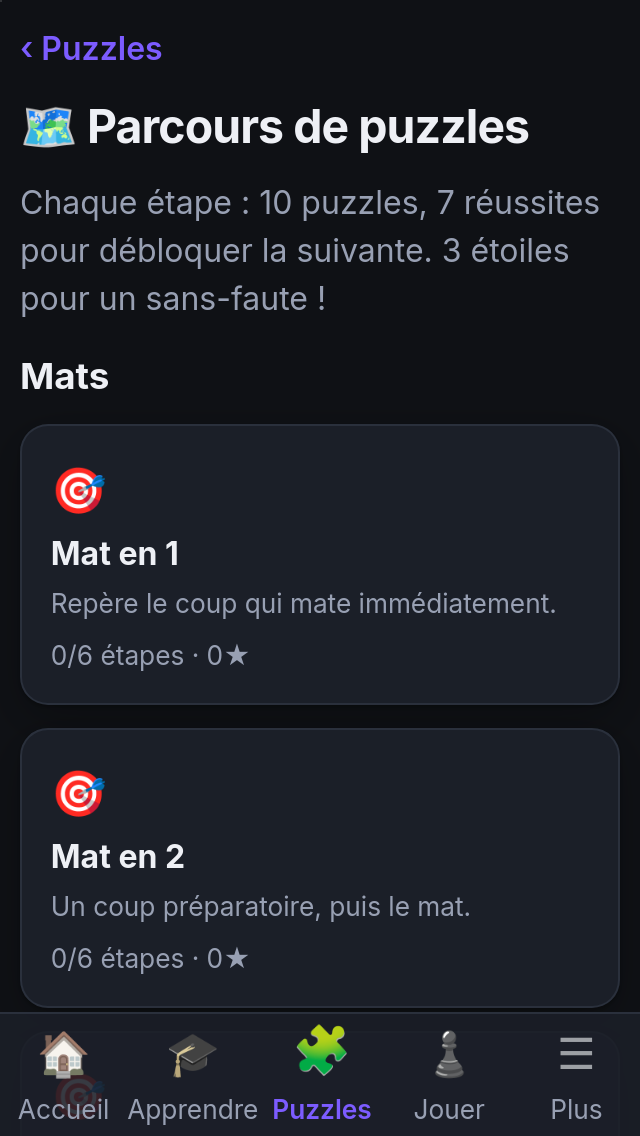 ‹ Puzzles
Parcours de puzzles
Chaque étape : 10 puzzles, 7 réussites
pour débloquer la suivante. 3 étoiles
pour un sans-faute !
Mats
Mat en 1
Repère le coup qui mate immédiatement.
0/6 étapes · 0★
Mat en 2
Un coup préparatoire, puis le mat.
0/6 étapes · 0★
Accueil Apprendre Puzzles Jouer Plus